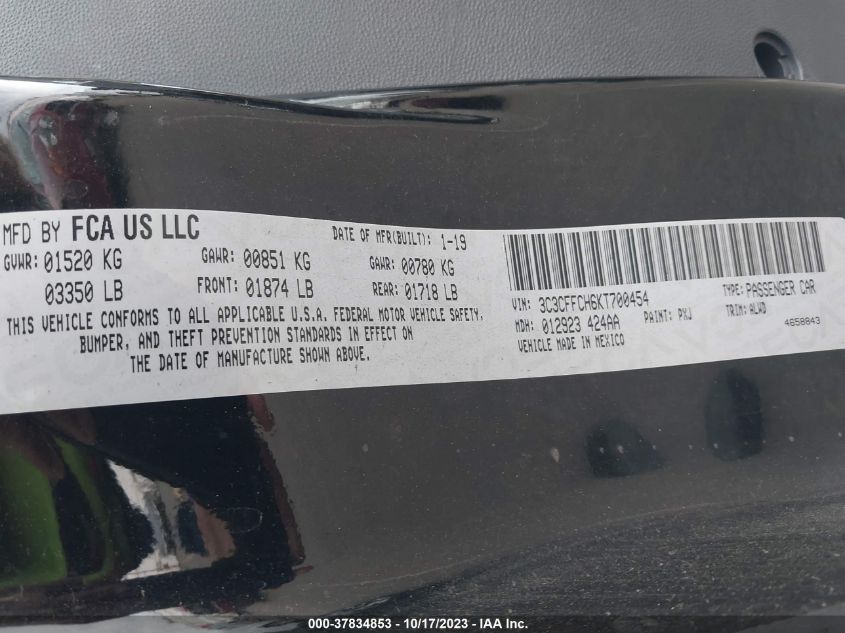 MFD BY FCA US LLC
DATE OF MFR(BUILT): 1-19
GVWR: 01520 KG GAWR: 00851 KG GAWR: 00780 KG
03350 LB FRONT: 01874 LB REAR: 01718 LB
THIS VEHICLE CONFORMS TO ALL APPLICABLE U.S.A. FEDERAL MOTOR VEHICLE SAFETY,
BUMPER, AND THEFT PREVENTION STANDARDS IN EFFECT ON
THE DATE OF MANUFACTURE SHOWN ABOVE.
VIN: 3C3CFFCH6KT700454 TYPE: PASSENGER CAR
MDH: 012923 424AA PAINT: PXJ TRIM: ALWD
VEHICLE MADE IN MEXICO 4658843
000-37834853 - 10/17/2023 - IAA Inc.